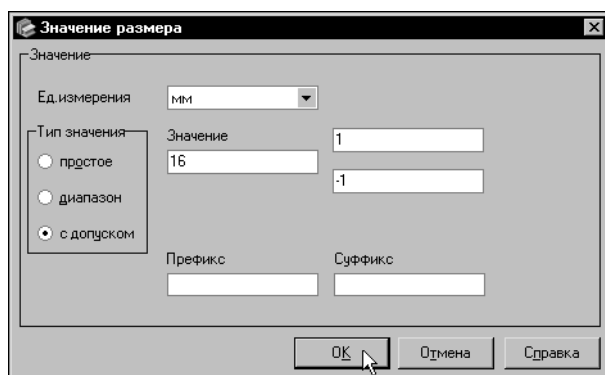 Значение размера
Значение
Ед.измерения мм
Тип значения
простое
диапазон
с допуском
Значение
16
1
-1
Префикс Суффикс
OK Отмена Справка